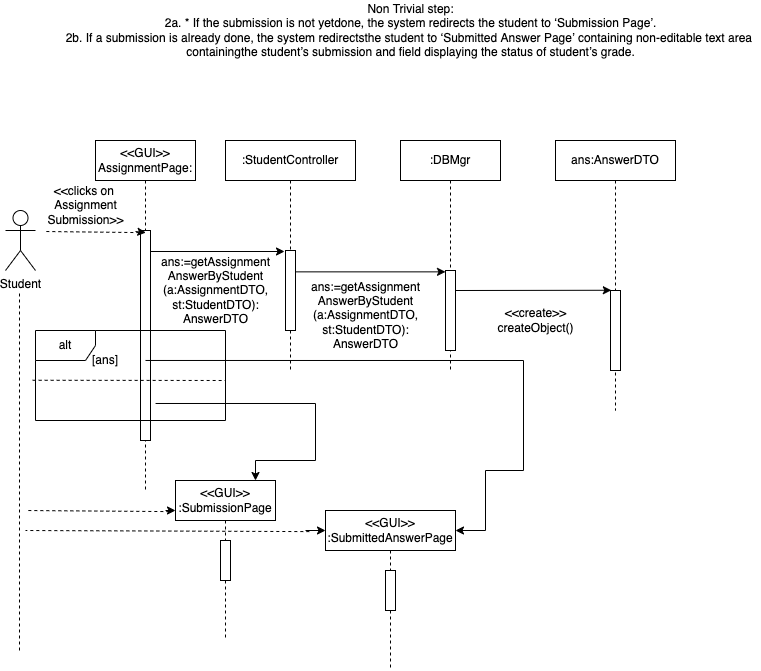 Non Trivial step:
2a. * If the submission is not yetdone, the system redirects the student to ‘Submission Page’.
2b. If a submission is already done, the system redirectsthe student to ‘Submitted Answer Page’ containing non-editable text area
containingthe student’s submission and field displaying the status of student’s grade.
<<GUI>>
AssignmentPage:
:StudentController
:DBMgr
ans:AnswerDTO
<<clicks on
Assignment
Submission>>
Student
ans:=getAssignment
AnswerByStudent
(a:AssignmentDTO,
st:StudentDTO):
AnswerDTO
ans:=getAssignment
AnswerByStudent
(a:AssignmentDTO,
st:StudentDTO):
AnswerDTO
<<create>>
createObject()
alt
[ans]
<<GUI>>
:SubmissionPage
<<GUI>>
:SubmittedAnswerPage